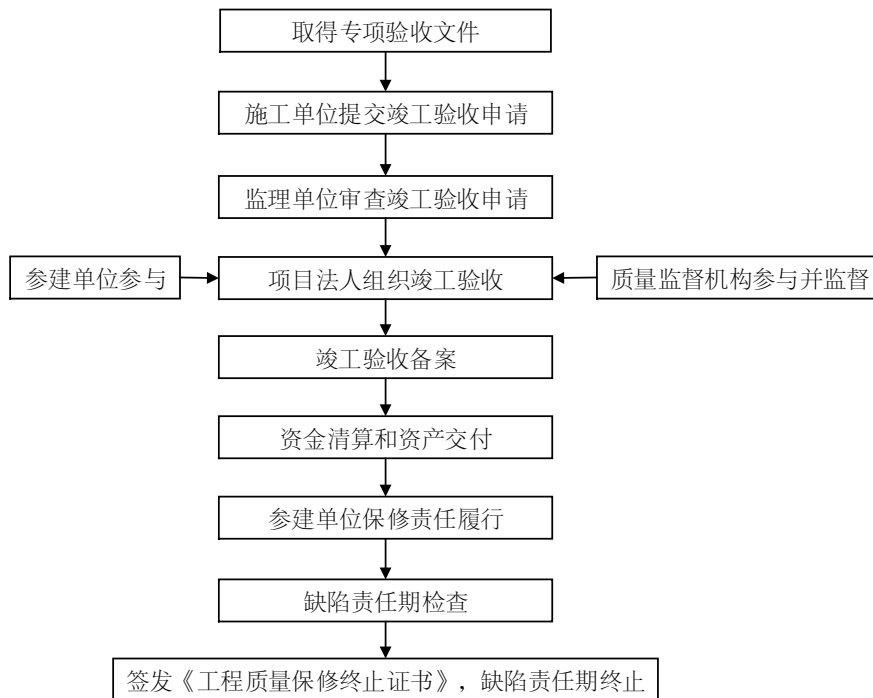 取得专项验收文件
施工单位提交竣工验收申请
监理单位审查竣工验收申请
参建单位参与
项目法人组织竣工验收
质量监督机构参与并监督
竣工验收备案
资金清算和资产交付
参建单位保修责任履行
缺陷责任期检查
签发《工程质量保修终止证书》，缺陷责任期终止